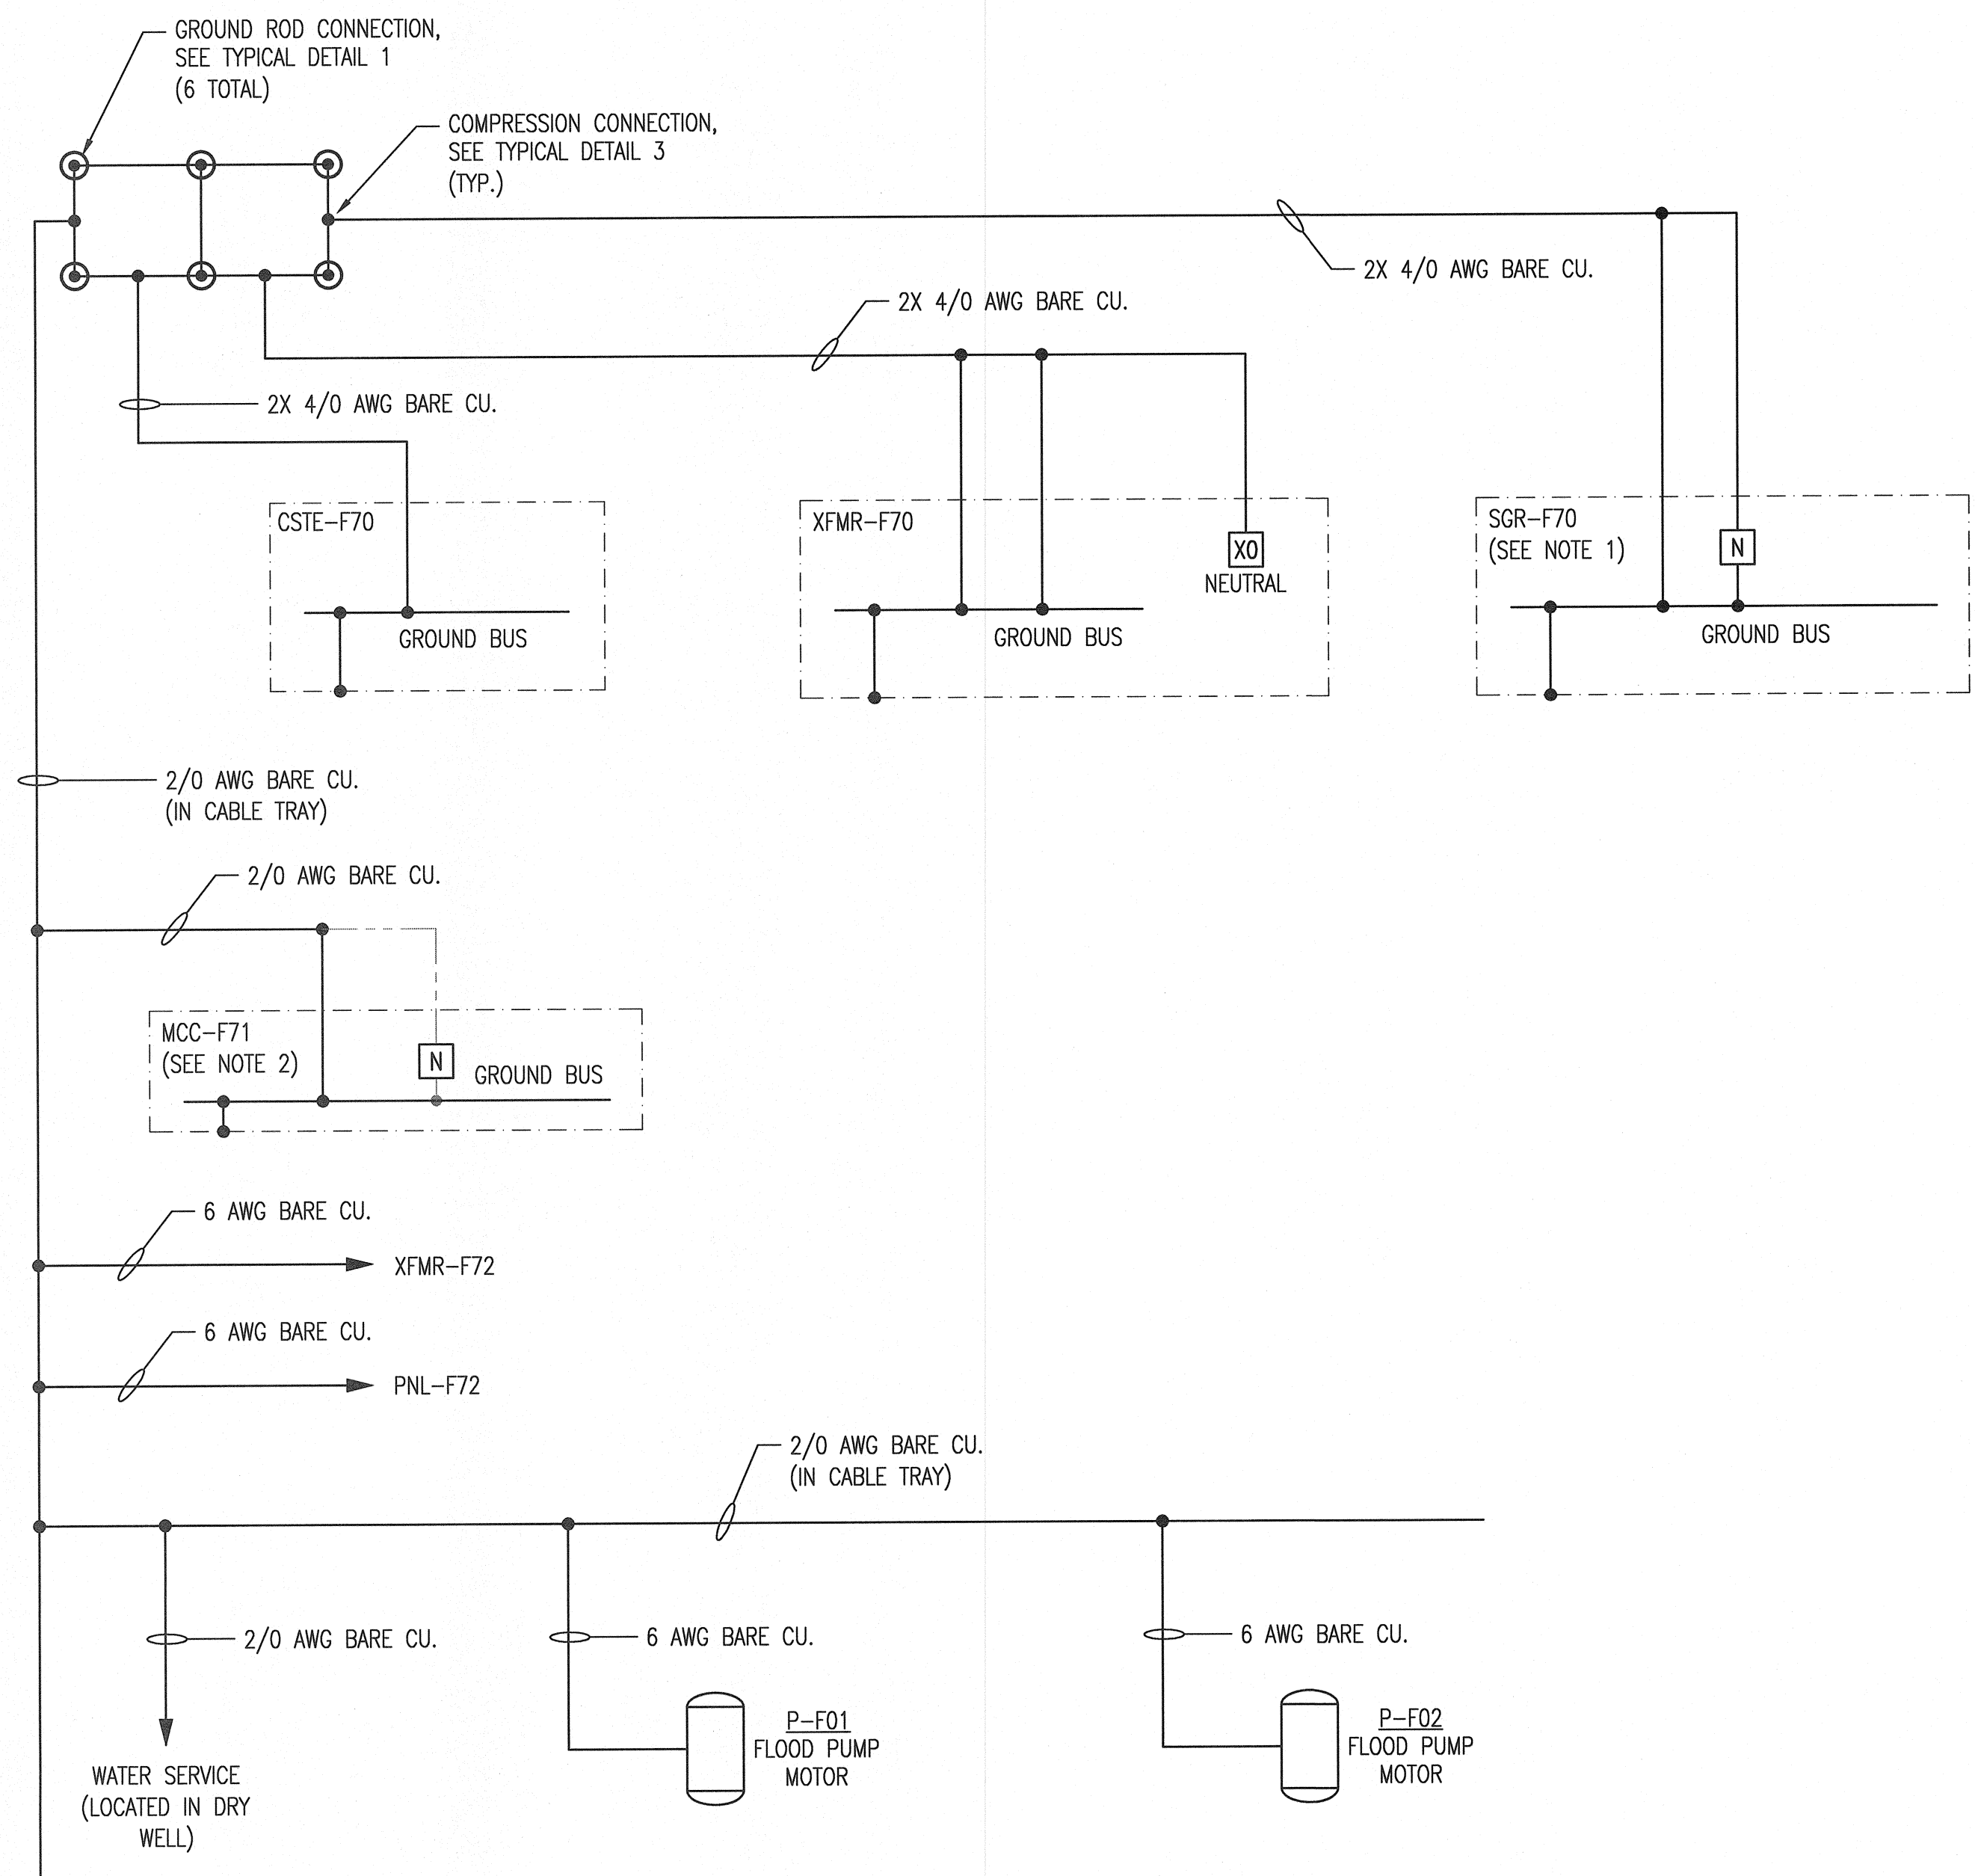 GROUND ROD CONNECTION,
SEE TYPICAL DETAIL 1
(6 TOTAL)
COMPRESSION CONNECTION,
SEE TYPICAL DETAIL 3
(TYP.)
2X 4/0 AWG BARE CU.
2X 4/0 AWG BARE CU.
2X 4/0 AWG BARE CU.
CSTE-F70
GROUND BUS
XFMR-F70
X0
NEUTRAL
GROUND BUS
SGR-F70
(SEE NOTE 1)
N
GROUND BUS
2/0 AWG BARE CU.
(IN CABLE TRAY)
2/0 AWG BARE CU.
MCC-F71
(SEE NOTE 2)
N
GROUND BUS
6 AWG BARE CU.
XFMR-F72
6 AWG BARE CU.
PNL-F72
2/0 AWG BARE CU.
(IN CABLE TRAY)
2/0 AWG BARE CU.
6 AWG BARE CU.
6 AWG BARE CU.
WATER SERVICE
(LOCATED IN DRY
WELL)
P-F01
FLOOD PUMP
MOTOR
P-F02
FLOOD PUMP
MOTOR